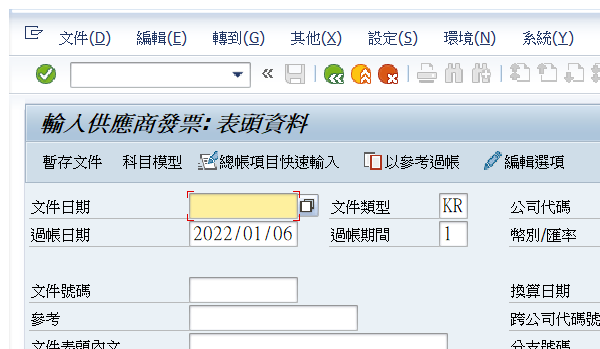 文件(D) 編輯(E) 轉到(G) 其他(X) 設定(S) 環境(N) 系統(Y)
輸入供應商發票: 表頭資料
暫存文件 科目模型 總帳項目快速輸入 以參考過帳 編輯選項
文件日期 文件類型 KR 公司代碼
過帳日期 2022/01/06 過帳期間 1 幣別/匯率
文件號碼 換算日期
參考 跨公司代碼號
文件表頭內文 分支號碼